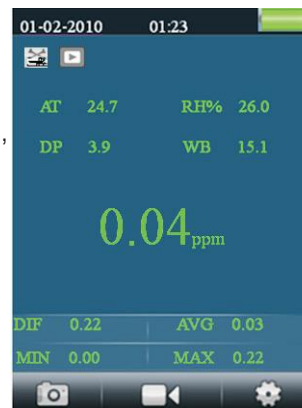 01-02-2010 01:23
AT 24.7 RH% 26.0
,
DP 3.9 WB 15.1
0.04ppm
DIF 0.22 AVG 0.03
MIN 0.00 MAX 0.22